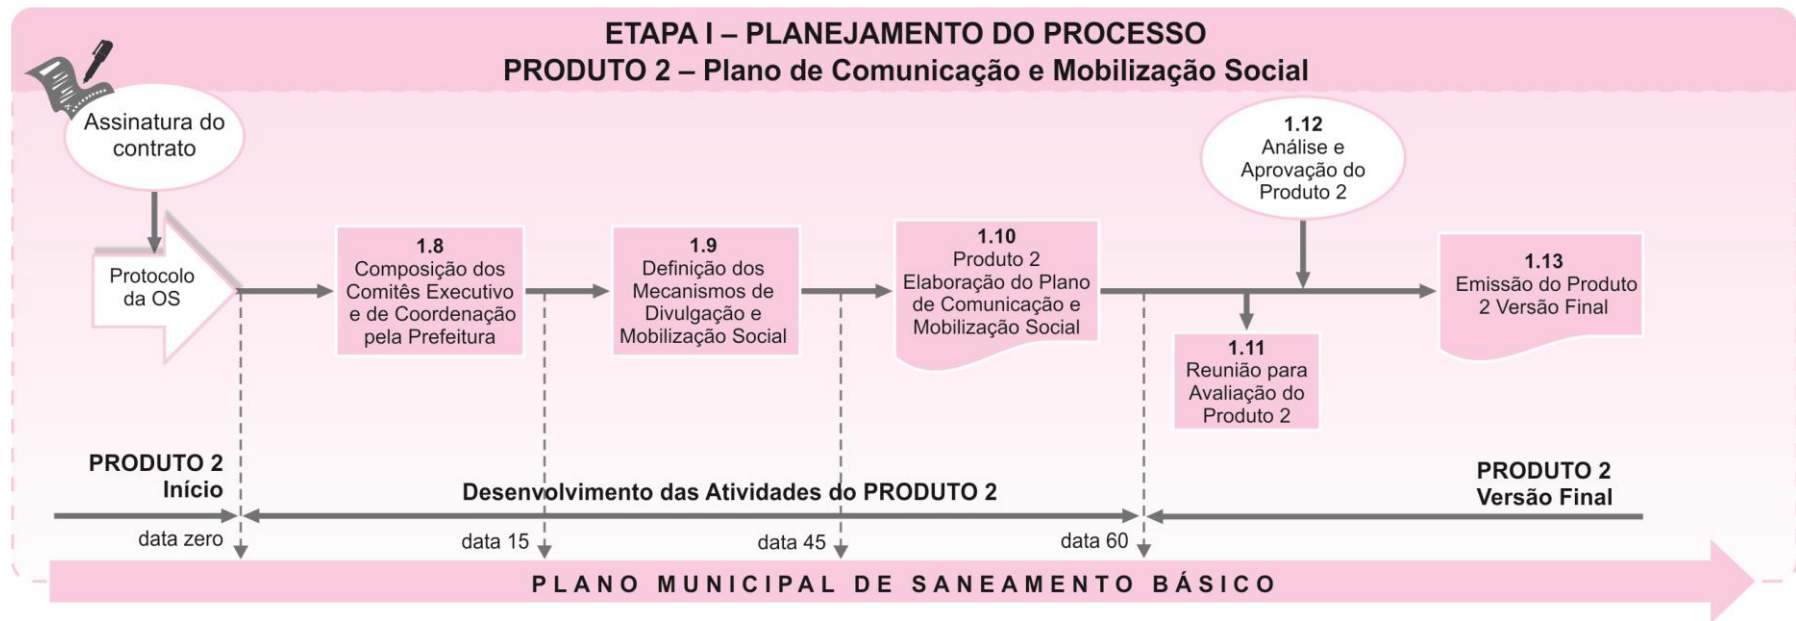 ETAPA I – PLANEJAMENTO DO PROCESSO
PRODUTO 2 – Plano de Comunicação e Mobilização Social
Assinatura do
contrato
Protocolo
da OS
1.8
Composição dos
Comitês Executivo
e de Coordenação
pela Prefeitura
1.9
Definição dos
Mecanismos de
Divulgação e
Mobilização Social
1.10
Produto 2
Elaboração do Plano
de Comunicação e
Mobilização Social
1.12
Análise e
Aprovação do
Produto 2
1.11
Reunião para
Avaliação do
Produto 2
1.13
Emissão do Produto
2 Versão Final
PRODUTO 2
Início
Desenvolvimento das Atividades do PRODUTO 2
PRODUTO 2
Versão Final
data zero
data 15
data 45
data 60
PLANO MUNICIPAL DE SANEAMENTO BÁSICO